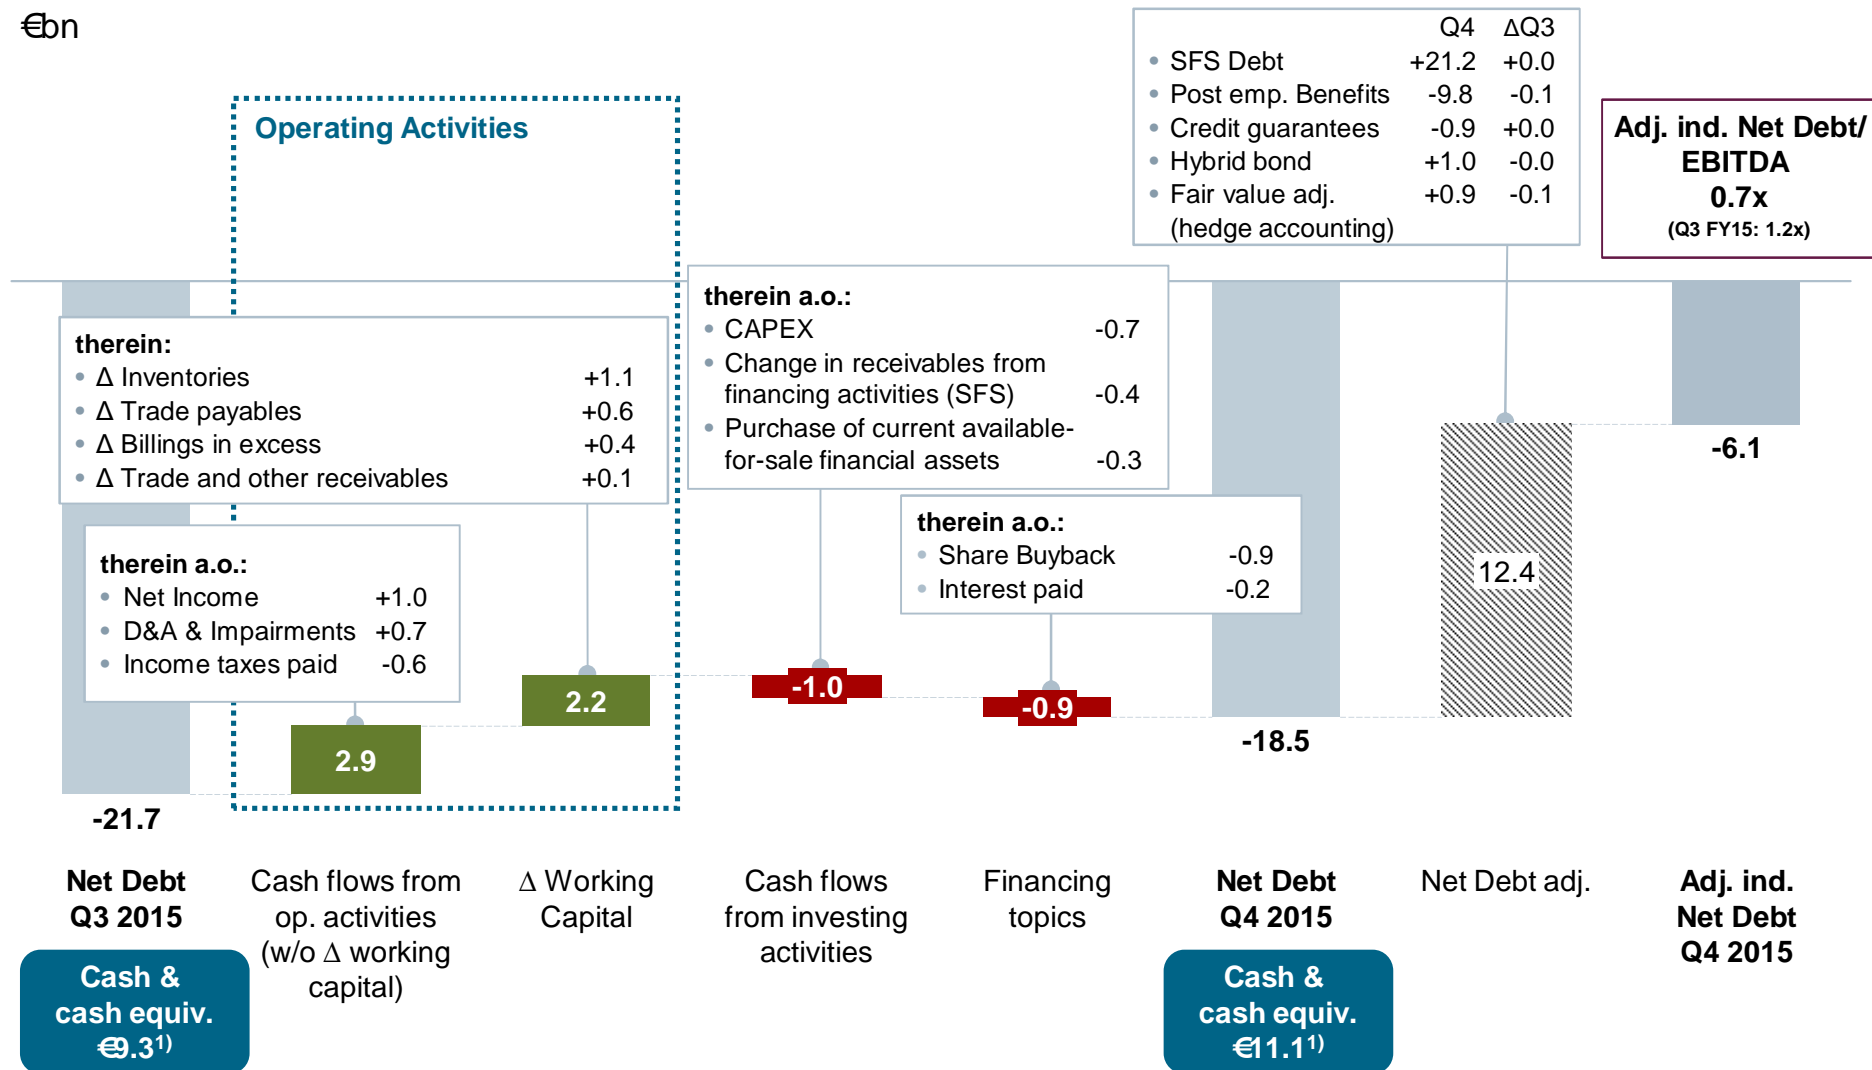 €bn
Q4 ΔQ3
• SFS Debt +21.2 +0.0
• Post emp. Benefits -9.8 -0.1
• Credit guarantees -0.9 +0.0
• Hybrid bond +1.0 -0.0
• Fair value adj. +0.9 -0.1
(hedge accounting)
Adj. ind. Net Debt/
EBITDA
0.7x
(Q3 FY15: 1.2x)
Operating Activities
therein:
• Δ Inventories +1.1
• Δ Trade payables +0.6
• Δ Billings in excess +0.4
• Δ Trade and other receivables +0.1
therein a.o.:
• CAPEX -0.7
• Change in receivables from
financing activities (SFS) -0.4
• Purchase of current available-
for-sale financial assets -0.3
therein a.o.:
• Net Income +1.0
• D&A & Impairments +0.7
• Income taxes paid -0.6
therein a.o.:
• Share Buyback -0.9
• Interest paid -0.2
-21.7
2.9
2.2
-1.0
-0.9
-18.5
12.4
-6.1
Net Debt
Q3 2015
Cash flows from
op. activities
(w/o Δ working
capital)
Δ Working
Capital
Cash flows
from investing
activities
Financing
topics
Net Debt
Q4 2015
Net Debt adj.
Adj. ind.
Net Debt
Q4 2015
Cash &
cash equiv.
€9.3¹⁾
Cash &
cash equiv.
€11.1¹⁾